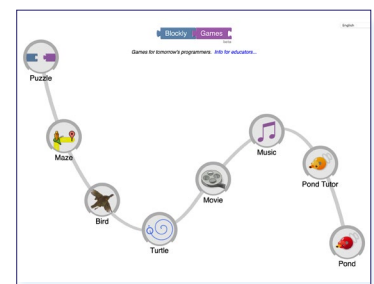 English
Blockly Games
Games for tomorrow's programmers. Info for educators...
Puzzle
Maze
Bird
Turtle
Movie
Music
Pond Tutor
Pond